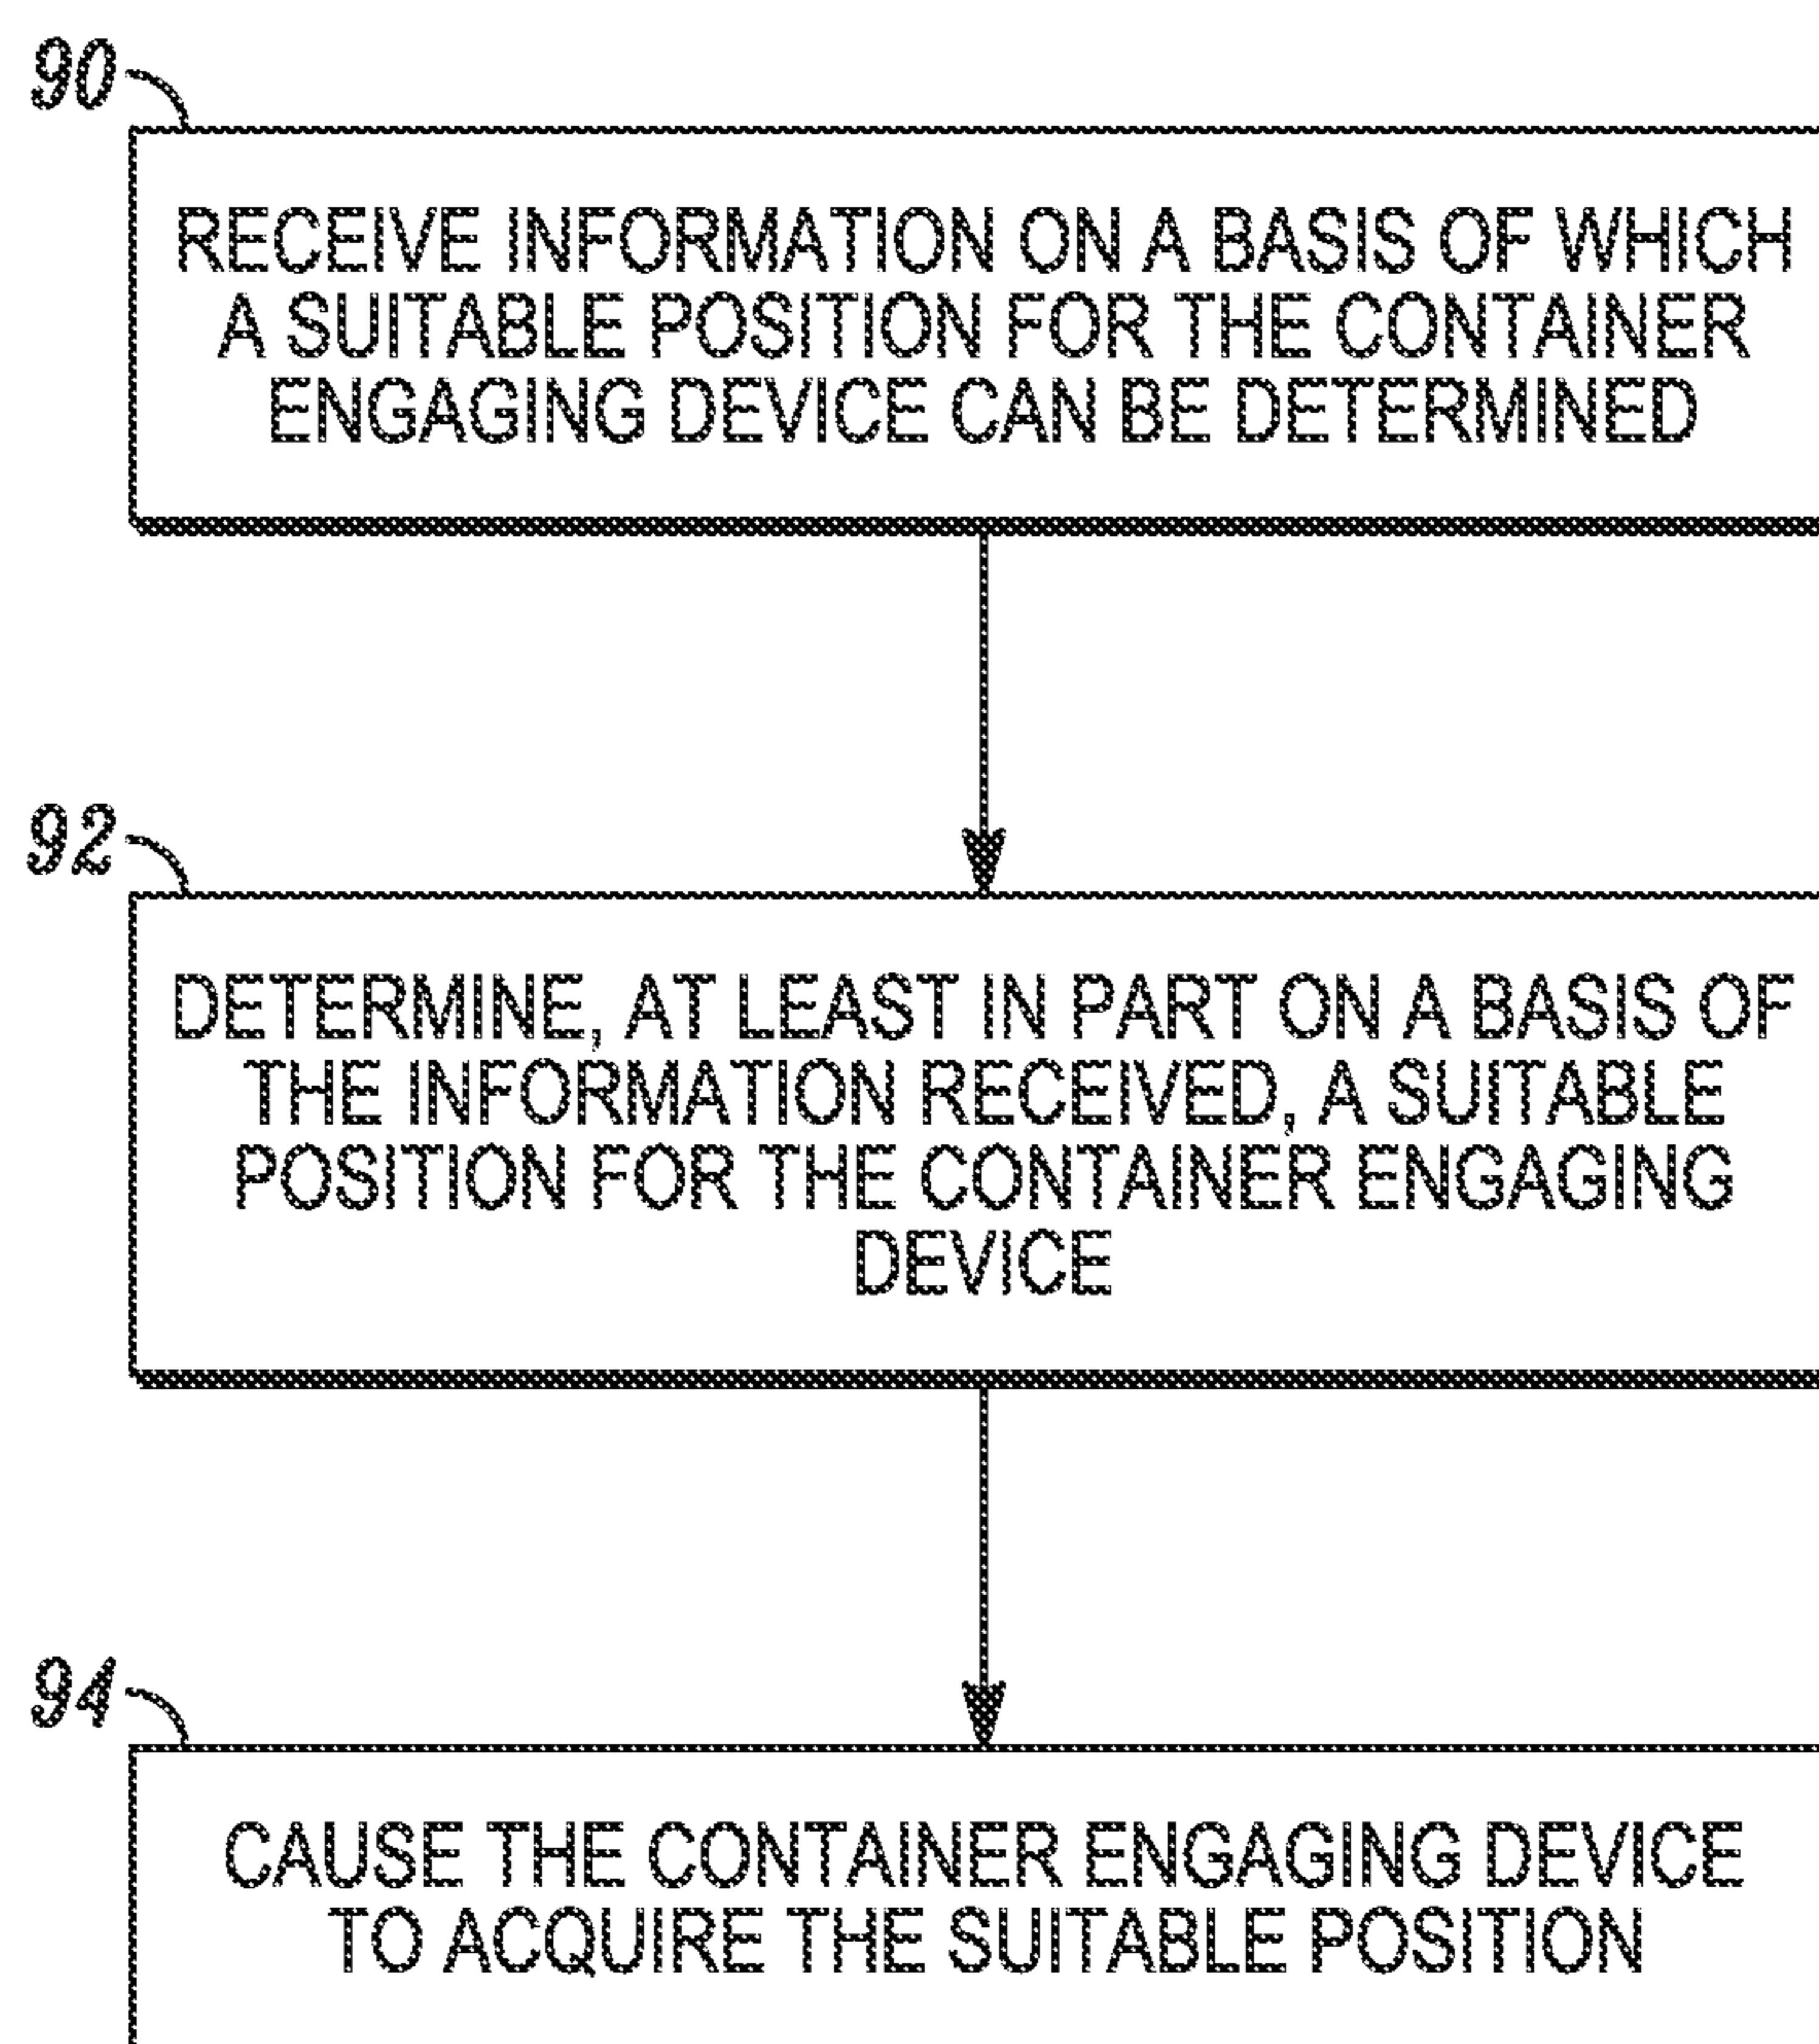 90
RECEIVE INFORMATION ON A BASIS OF WHICH
A SUITABLE POSITION FOR THE CONTAINER
ENGAGING DEVICE CAN BE DETERMINED
92
DETERMINE, AT LEAST IN PART ON A BASIS OF
THE INFORMATION RECEIVED, A SUITABLE
POSITION FOR THE CONTAINER ENGAGING
DEVICE
94
CAUSE THE CONTAINER ENGAGING DEVICE
TO ACQUIRE THE SUITABLE POSITION